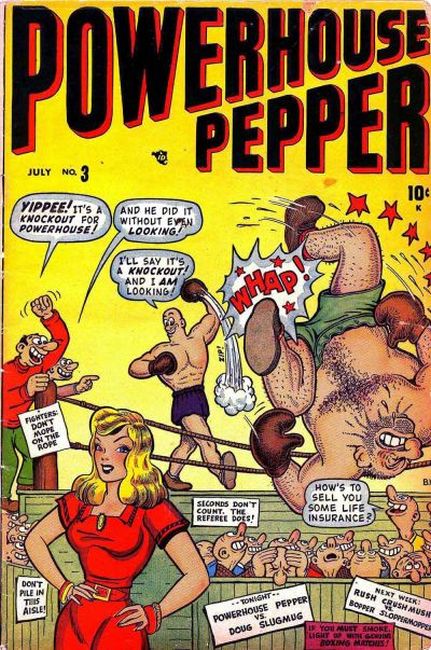 POWERHOUSE
PEPPER
JULY NO. 3
10¢
K
YIPPEE! IT'S A
KNOCKOUT FOR
POWERHOUSE!
AND HE DID IT
WITHOUT EVEN
LOOKING!
I'LL SAY IT'S
A KNOCKOUT!
AND I AM
LOOKING!
WHAP!
ZIP!
FIGHTERS:
DON'T
MOPE
ON THE
ROPE
HOW'S TO
SELL YOU
SOME LIFE
INSURANCE?
SECONDS DON'T
COUNT. THE
REFEREE DOES!
DON'T
PILE IN
THIS
AISLE!
--TONIGHT--
POWERHOUSE PEPPER
VS.
DOUG SLUGMUG
NEXT WEEK:
RUSH CRUSHMUSH
VS.
BOPPER SLOPPERHOPPER
IF YOU MUST SMOKE,
LIGHT UP WITH GORDON
BOXING MATCHES!